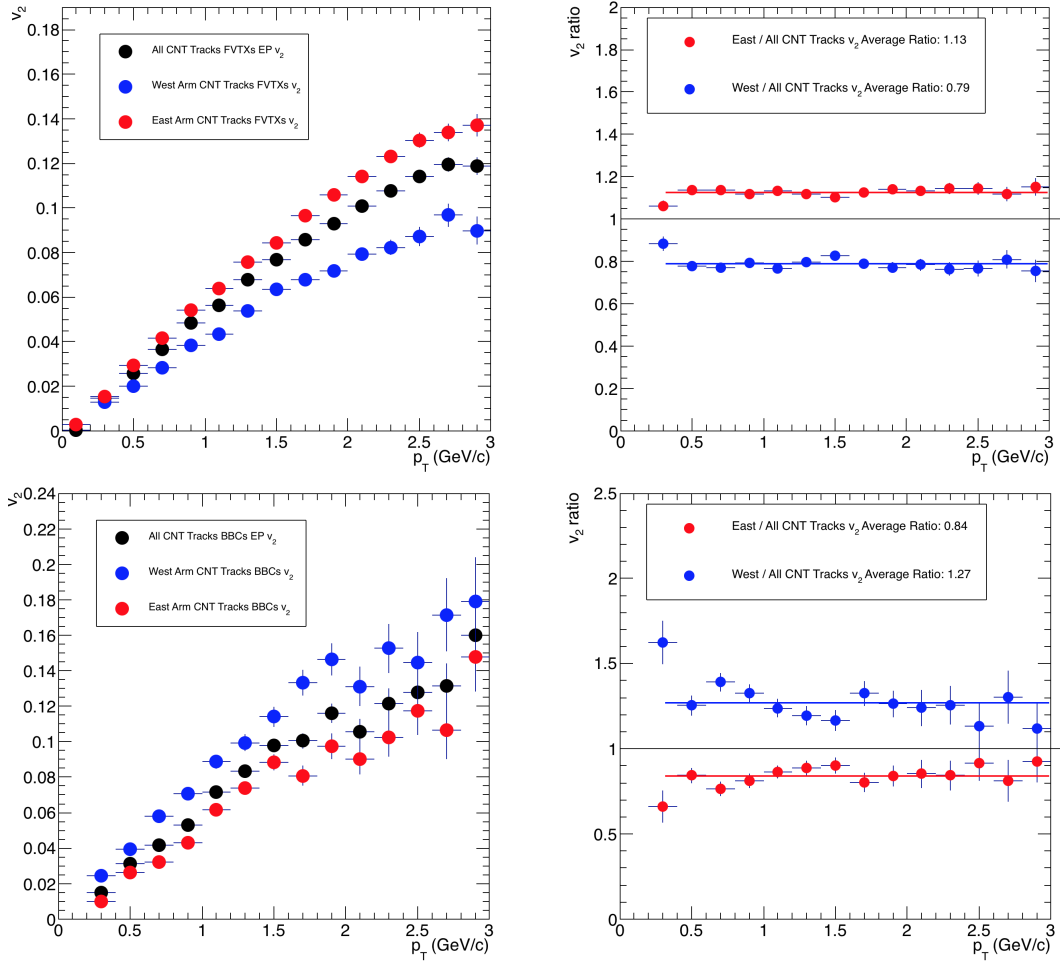 v2
0.18
0.16
0.14
0.12
0.1
0.08
0.06
0.04
0.02
0
All CNT Tracks FVTXs EP v2
West Arm CNT Tracks FVTXs v2
East Arm CNT Tracks FVTXs v2
0 0.5 1 1.5 2 2.5 3
pT (GeV/c)
v2 ratio
2
1.8
1.6
1.4
1.2
1
0.8
0.6
0.4
0.2
0
East / All CNT Tracks v2 Average Ratio: 1.13
West / All CNT Tracks v2 Average Ratio: 0.79
0 0.5 1 1.5 2 2.5 3
pT (GeV/c)
v2
0.24
0.22
0.2
0.18
0.16
0.14
0.12
0.1
0.08
0.06
0.04
0.02
0
All CNT Tracks BBCs EP v2
West Arm CNT Tracks BBCs v2
East Arm CNT Tracks BBCs v2
0 0.5 1 1.5 2 2.5 3
pT (GeV/c)
v2 ratio
2.5
2
1.5
1
0.5
0
East / All CNT Tracks v2 Average Ratio: 0.84
West / All CNT Tracks v2 Average Ratio: 1.27
0 0.5 1 1.5 2 2.5 3
pT (GeV/c)